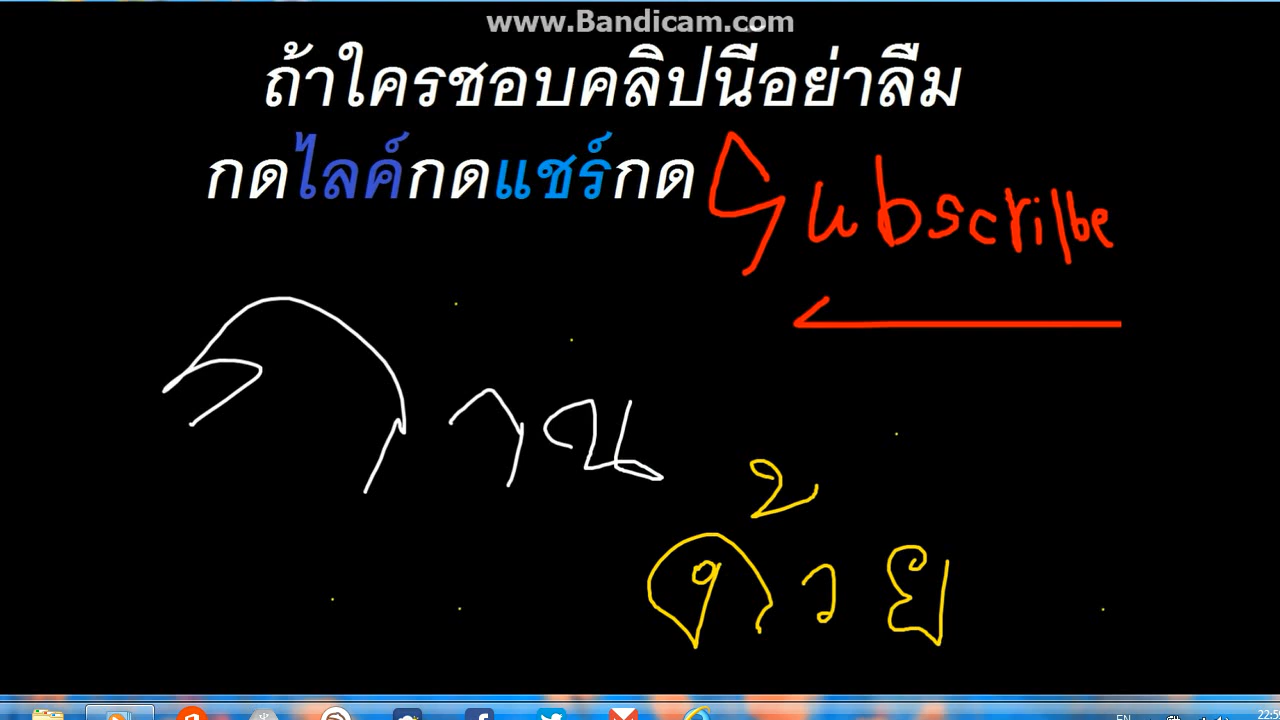 www.Bandicam.com
ถ้าใครชอบคลิปนี้อย่าลืม
กดไลค์กดแชร์กด Subscribe
ด้วย
EN